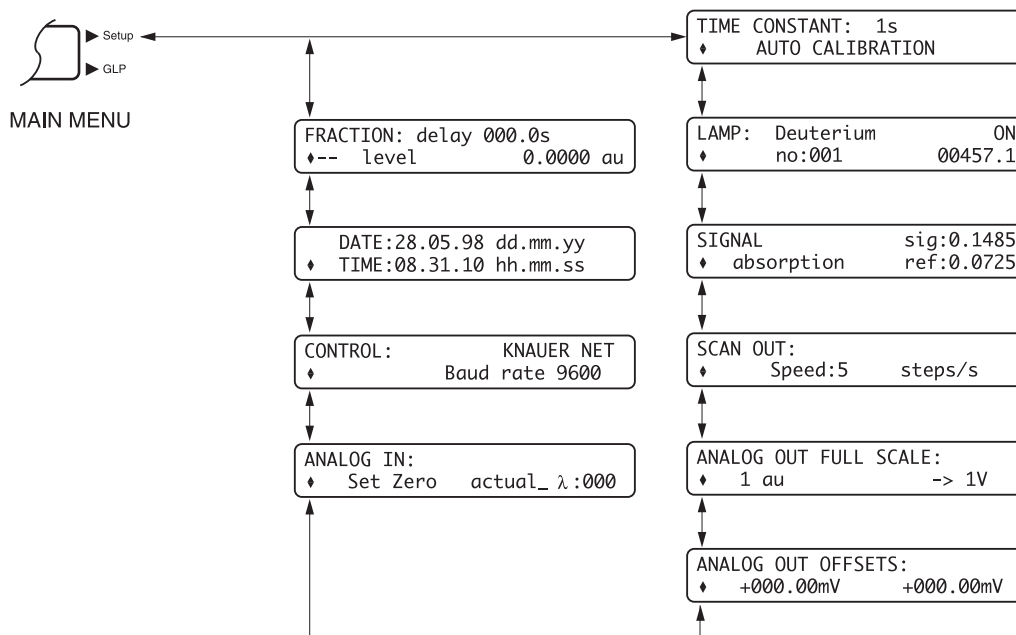 Setup
GLP
MAIN MENU
FRACTION: delay 000.0s
♦-- level 0.0000 au
DATE:28.05.98 dd.mm.yy
♦ TIME:08.31.10 hh.mm.ss
CONTROL: KNAUER NET
♦ Baud rate 9600
ANALOG IN:
♦ Set Zero actual_ λ:000
TIME CONSTANT: 1s
♦ AUTO CALIBRATION
LAMP: Deuterium ON
♦ no:001 00457.1
SIGNAL sig:0.1485
♦ absorption ref:0.0725
SCAN OUT:
♦ Speed:5 steps/s
ANALOG OUT FULL SCALE:
♦ 1 au -> 1V
ANALOG OUT OFFSETS:
♦ +000.00mV +000.00mV